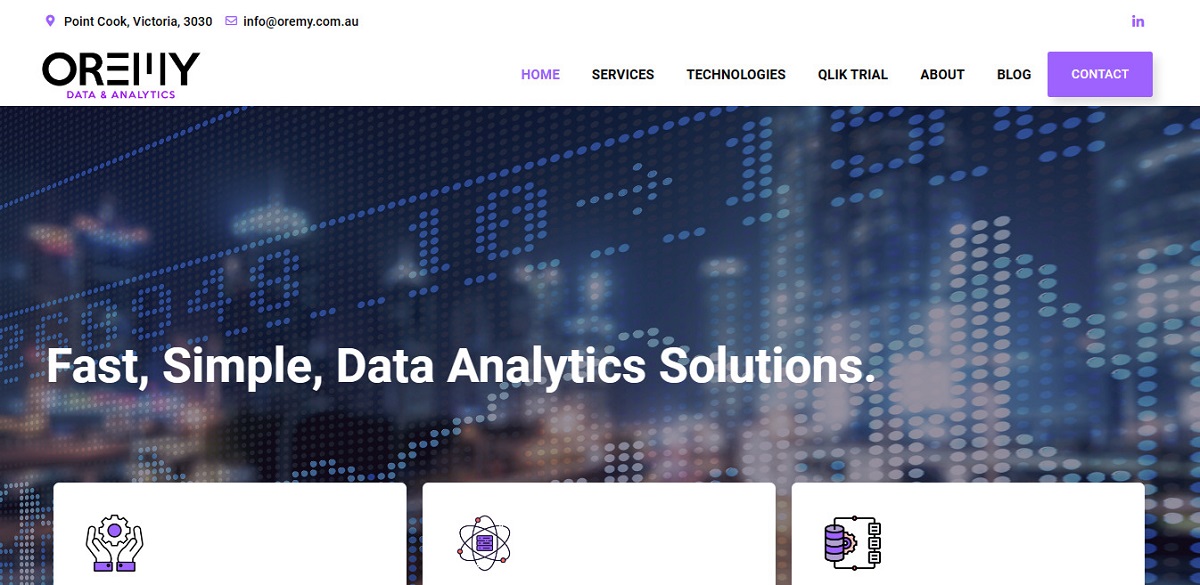 Point Cook, Victoria, 3030 info@oremy.com.au
in
OREMY
DATA & ANALYTICS
HOME SERVICES TECHNOLOGIES QLIK TRIAL ABOUT BLOG CONTACT
Fast, Simple, Data Analytics Solutions.